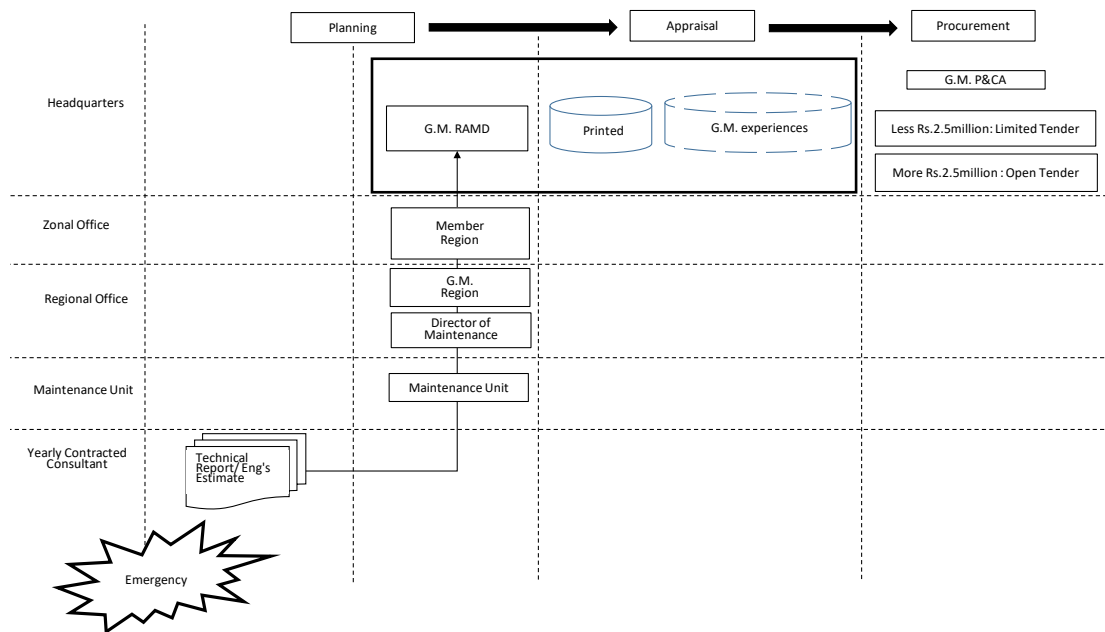 Planning
Appraisal
Procurement
Headquarters
G.M. P&CA
G.M. RAMD
Printed
G.M. experiences
Less Rs.2.5million: Limited Tender
More Rs.2.5million : Open Tender
Zonal Office
Member
Region
Regional Office
G.M.
Region
Director of
Maintenance
Maintenance Unit
Maintenance Unit
Yearly Contracted
Consultant
Technical
Report/ Eng's
Estimate
Emergency